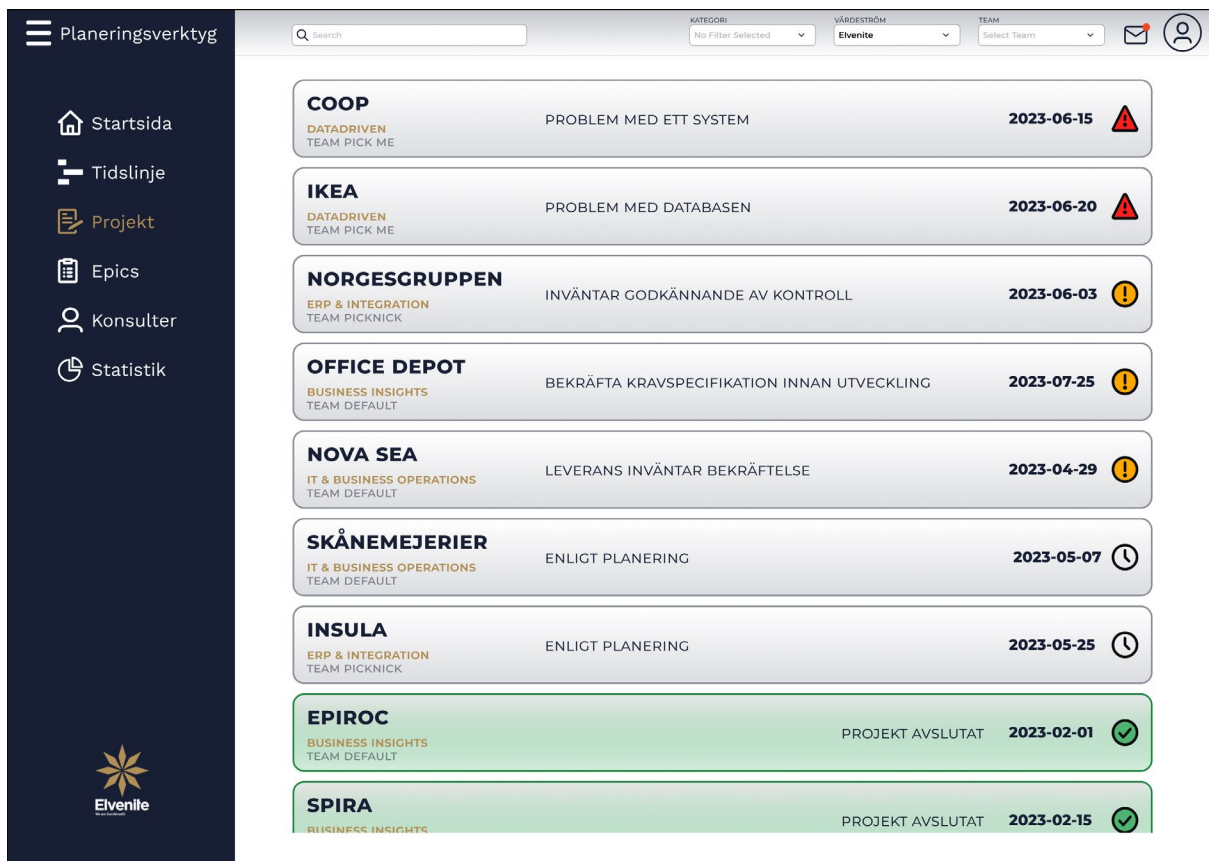 Planeringsverktyg
Search
KATEGORI
No Filter Selected
VÄRDESTRÖM
Elvenite
TEAM
Select Team
Startsida
Tidslinje
Projekt
Epics
Konsulter
Statistik
Elvenite
COOP
DATADRIVEN
TEAM PICK ME
PROBLEM MED ETT SYSTEM
2023-06-15
IKEA
DATADRIVEN
TEAM PICK ME
PROBLEM MED DATABASEN
2023-06-20
NORGESGRUPPEN
ERP & INTEGRATION
TEAM PICKNICK
INVÄNTAR GODKÄNNANDE AV KONTROLL
2023-06-03
OFFICE DEPOT
BUSINESS INSIGHTS
TEAM DEFAULT
BEKRÄFTA KRAVSPECIFIKATION INNAN UTVECKLING
2023-07-25
NOVA SEA
IT & BUSINESS OPERATIONS
TEAM DEFAULT
LEVERANS INVÄNTAR BEKRÄFTELSE
2023-04-29
SKÅNEMEJERIER
IT & BUSINESS OPERATIONS
TEAM DEFAULT
ENLIGT PLANERING
2023-05-07
INSULA
ERP & INTEGRATION
TEAM PICKNICK
ENLIGT PLANERING
2023-05-25
EPIROC
BUSINESS INSIGHTS
TEAM DEFAULT
PROJEKT AVSLUTAT
2023-02-01
SPIRA
BUSINESS INSIGHTS
PROJEKT AVSLUTAT
2023-02-15